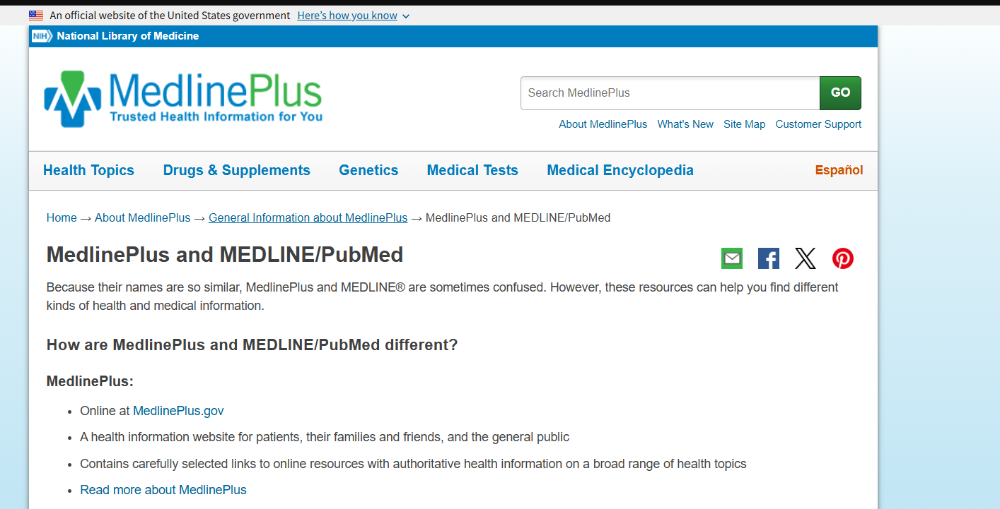 An official website of the United States government Here's how you know
NIH National Library of Medicine
MedlinePlus
Trusted Health Information for You
Search MedlinePlus GO
About MedlinePlus What's New Site Map Customer Support
Health Topics Drugs & Supplements Genetics Medical Tests Medical Encyclopedia Español
Home → About MedlinePlus → General Information about MedlinePlus → MedlinePlus and MEDLINE/PubMed
MedlinePlus and MEDLINE/PubMed
Because their names are so similar, MedlinePlus and MEDLINE® are sometimes confused. However, these resources can help you find different
kinds of health and medical information.
How are MedlinePlus and MEDLINE/PubMed different?
MedlinePlus:
• Online at MedlinePlus.gov
• A health information website for patients, their families and friends, and the general public
• Contains carefully selected links to online resources with authoritative health information on a broad range of health topics
• Read more about MedlinePlus